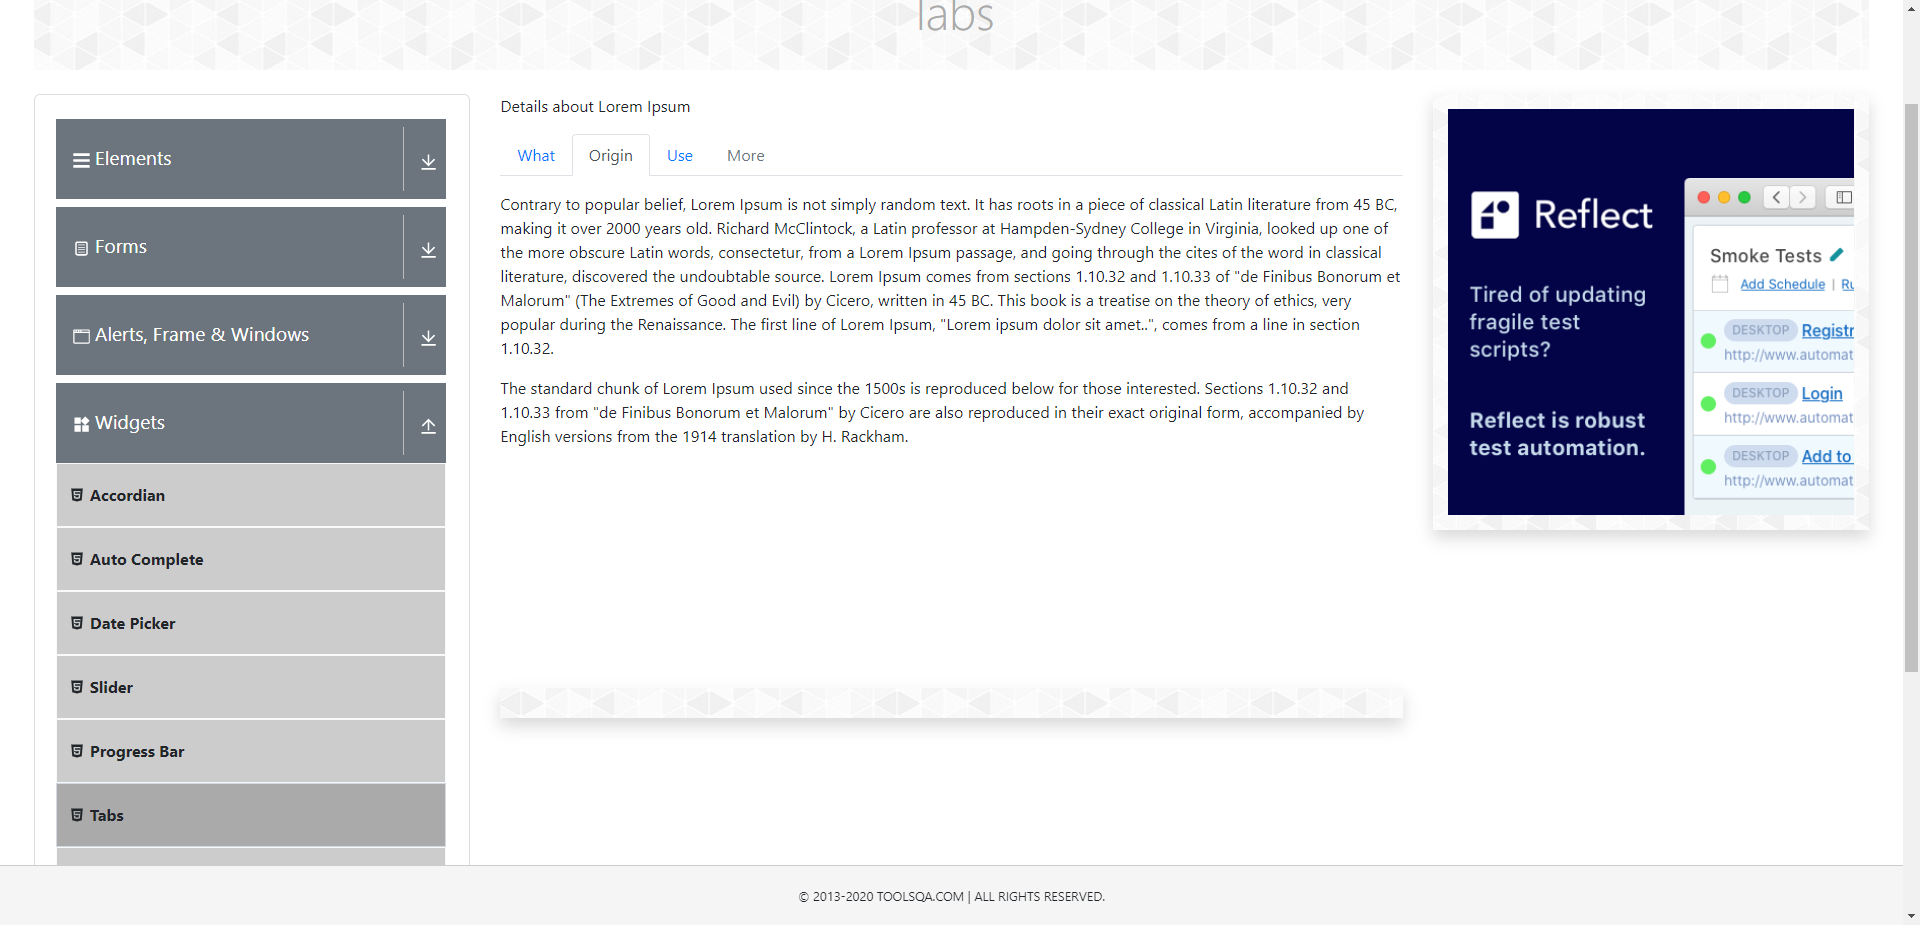 Tabs
Elements
Forms
Alerts, Frame & Windows
Widgets
Accordian
Auto Complete
Date Picker
Slider
Progress Bar
Tabs
Details about Lorem Ipsum
What Origin Use More
Contrary to popular belief, Lorem Ipsum is not simply random text. It has roots in a piece of classical Latin literature from 45 BC,
making it over 2000 years old. Richard McClintock, a Latin professor at Hampden-Sydney College in Virginia, looked up one of
the more obscure Latin words, consectetur, from a Lorem Ipsum passage, and going through the cites of the word in classical
literature, discovered the undoubtable source. Lorem Ipsum comes from sections 1.10.32 and 1.10.33 of "de Finibus Bonorum et
Malorum" (The Extremes of Good and Evil) by Cicero, written in 45 BC. This book is a treatise on the theory of ethics, very
popular during the Renaissance. The first line of Lorem Ipsum, "Lorem ipsum dolor sit amet..", comes from a line in section
1.10.32.
The standard chunk of Lorem Ipsum used since the 1500s is reproduced below for those interested. Sections 1.10.32 and
1.10.33 from "de Finibus Bonorum et Malorum" by Cicero are also reproduced in their exact original form, accompanied by
English versions from the 1914 translation by H. Rackham.
Reflect
Tired of updating
fragile test
scripts?
Reflect is robust
test automation.
Smoke Tests
Add Schedule | Ru
DESKTOP Registr
http://www.automat
DESKTOP Login
http://www.automat
DESKTOP Add to
http://www.automat
© 2013-2020 TOOLSQA.COM | ALL RIGHTS RESERVED.